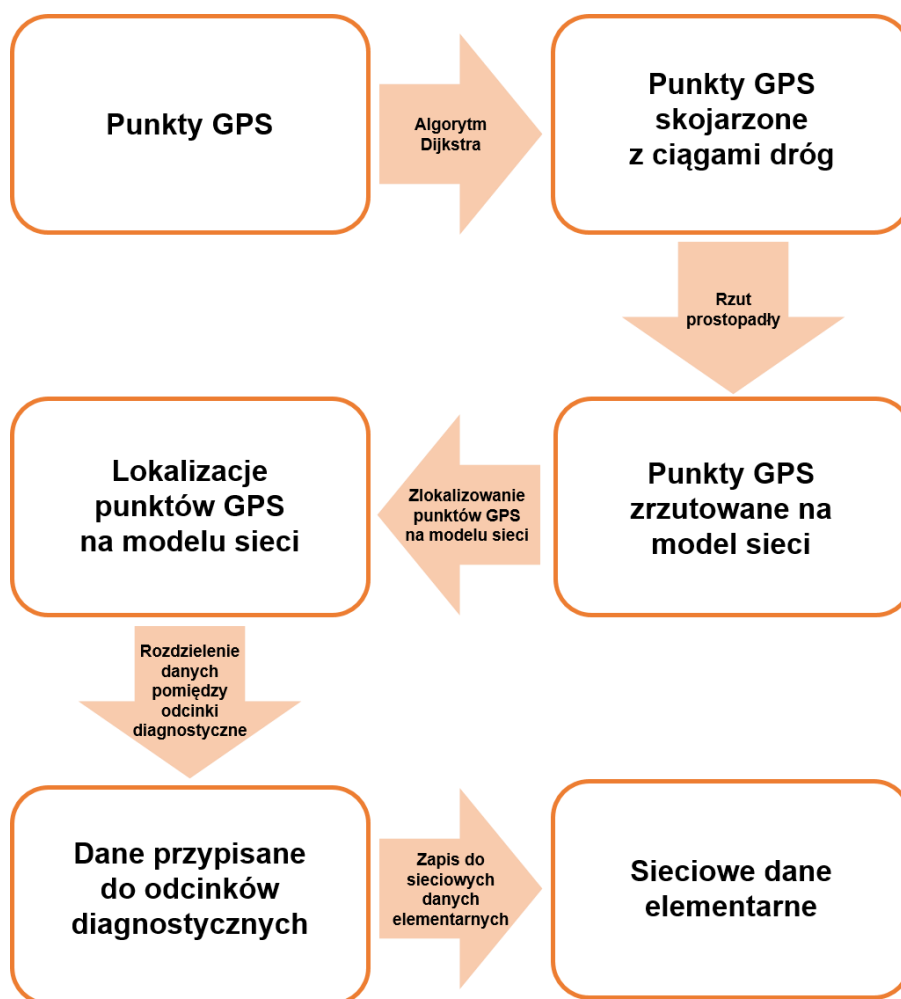 Punkty GPS
Algorytm
Dijkstra
Punkty GPS
skojarzone
z ciągami dróg
Rzut
prostopadły
Punkty GPS
zrzutowane na
model sieci
Zlokalizowanie
punktów GPS
na modelu sieci
Lokalizacje
punktów GPS
na modelu sieci
Rozdzielenie
danych
pomiędzy
odcinki
diagnostyczne
Dane przypisane
do odcinków
diagnostycznych
Zapis do
sieciowych
danych
elementarnych
Sieciowe dane
elementarne